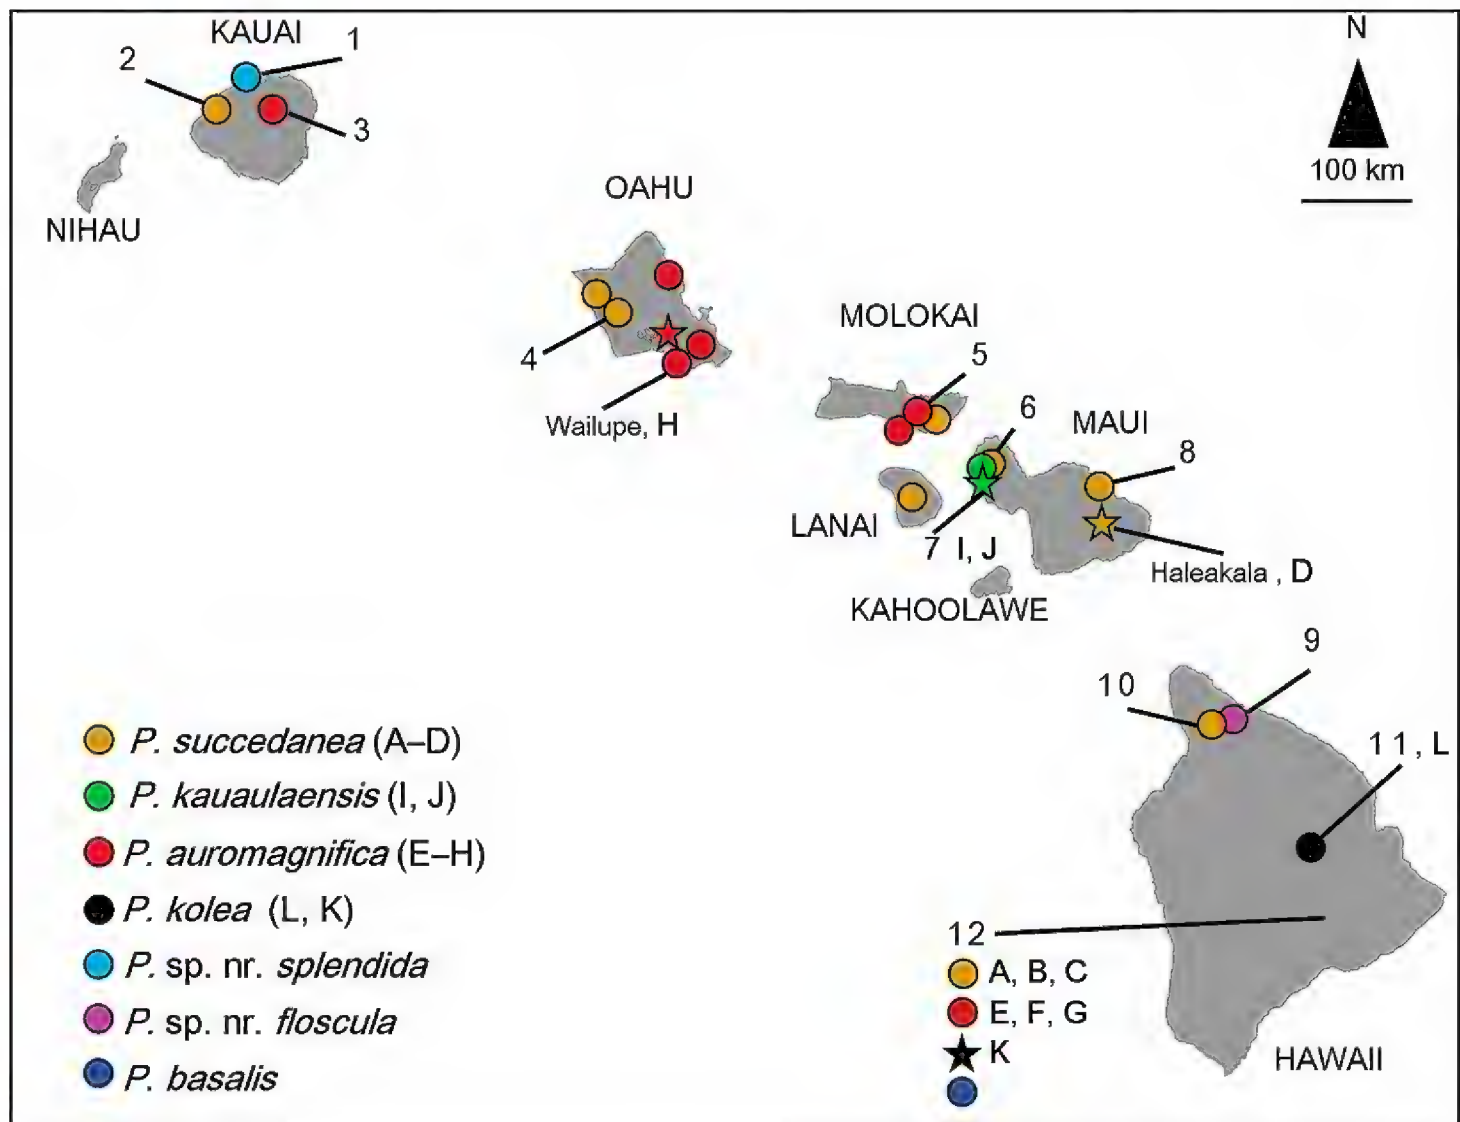 KAUAI
1
N
2
3
100 km
OAHU
NIHAU
MOLOKAI
5
4
6
MAUI
Wailupe, H
8
LANAI
7 I, J
Haleakala , D
KAHOOLAWE
9
10
11, L
P. succedanea (A–D)
P. kauaulaensis (I, J)
P. auromagnifica (E–H)
P. kolea (L, K)
P. sp. nr. splendida
P. sp. nr. floscula
P. basalis
12
A, B, C
E, F, G
K
HAWAII